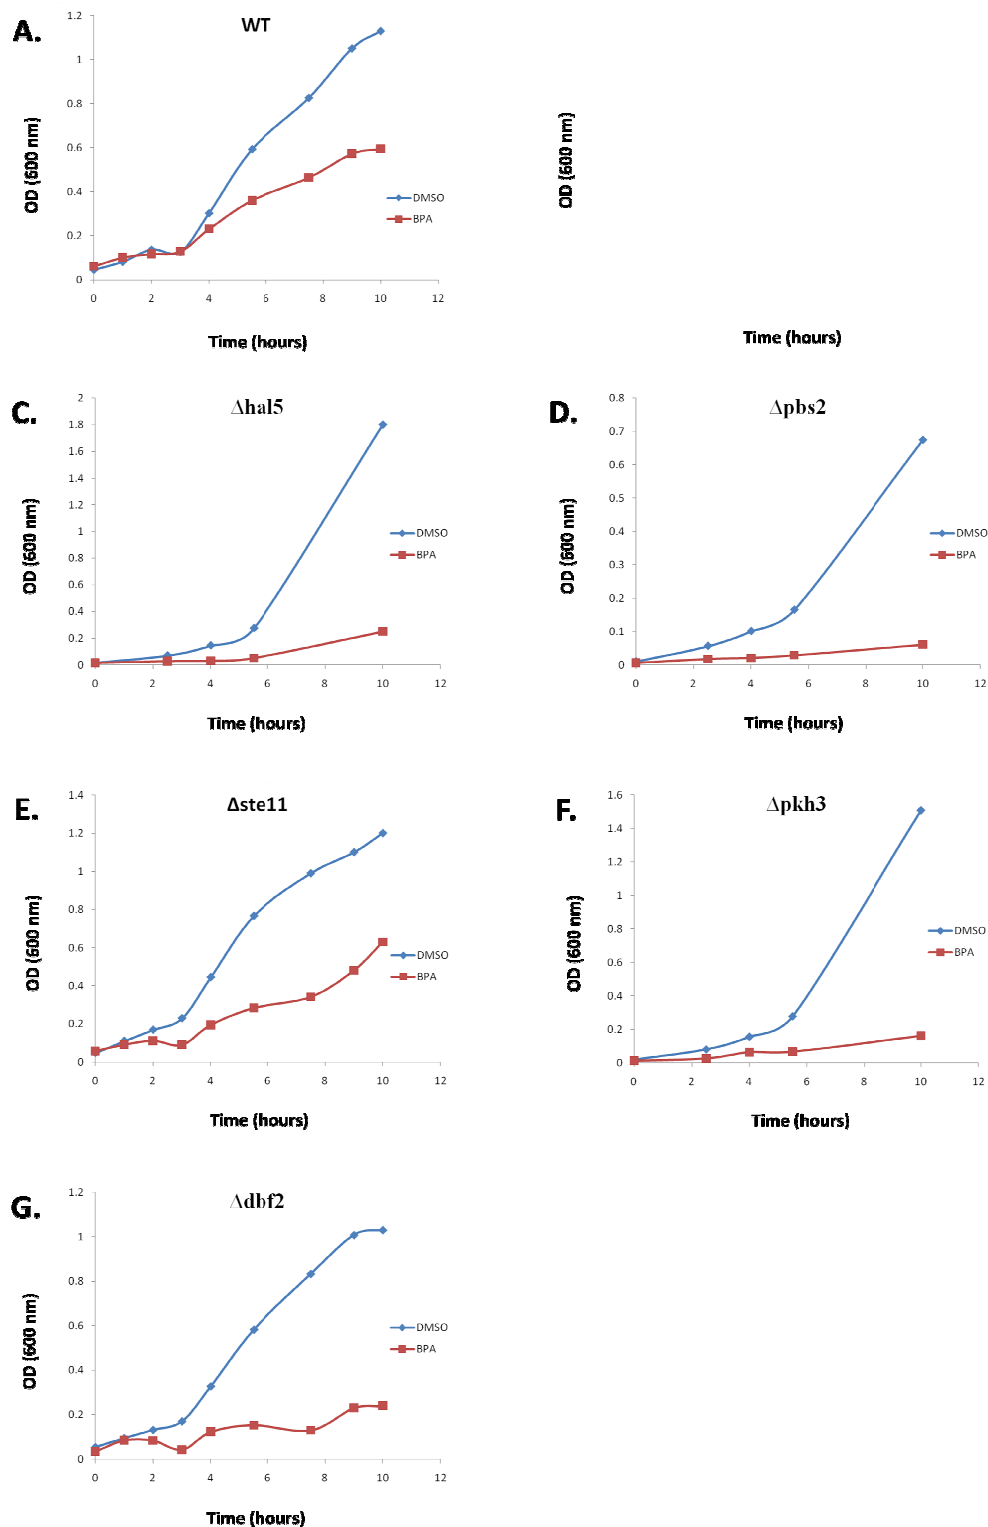 A.
WT
1.2
1
0.8
0.6
0.4
0.2
0
0 2 4 6 8 10 12
OD (600 nm)
Time (hours)
DMSO
BPA
OD (600 nm)
Time (hours)
C.
Δhal5
2
1.8
1.6
1.4
1.2
1
0.8
0.6
0.4
0.2
0
0 2 4 6 8 10 12
OD (600 nm)
Time (hours)
DMSO
BPA
D.
Δpbs2
0.8
0.7
0.6
0.5
0.4
0.3
0.2
0.1
0
0 2 4 6 8 10 12
OD (600 nm)
Time (hours)
DMSO
BPA
E.
Δste11
1.4
1.2
1
0.8
0.6
0.4
0.2
0
0 2 4 6 8 10 12
OD (600 nm)
Time (hours)
DMSO
BPA
F.
Δpkh3
1.6
1.4
1.2
1
0.8
0.6
0.4
0.2
0
0 2 4 6 8 10 12
OD (600 nm)
Time (hours)
DMSO
BPA
G.
Δdbf2
1.2
1
0.8
0.6
0.4
0.2
0
0 2 4 6 8 10 12
OD (600 nm)
Time (hours)
DMSO
BPA